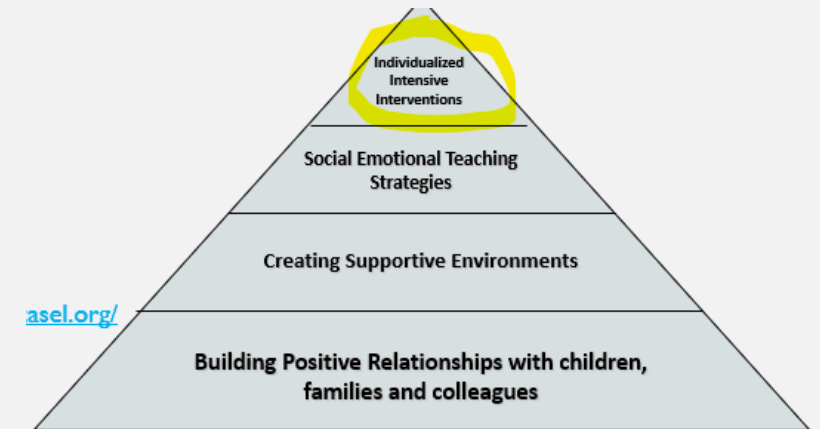 Individualized
Intensive
Interventions
Social Emotional Teaching
Strategies
Creating Supportive Environments
asel.org/
Building Positive Relationships with children,
families and colleagues